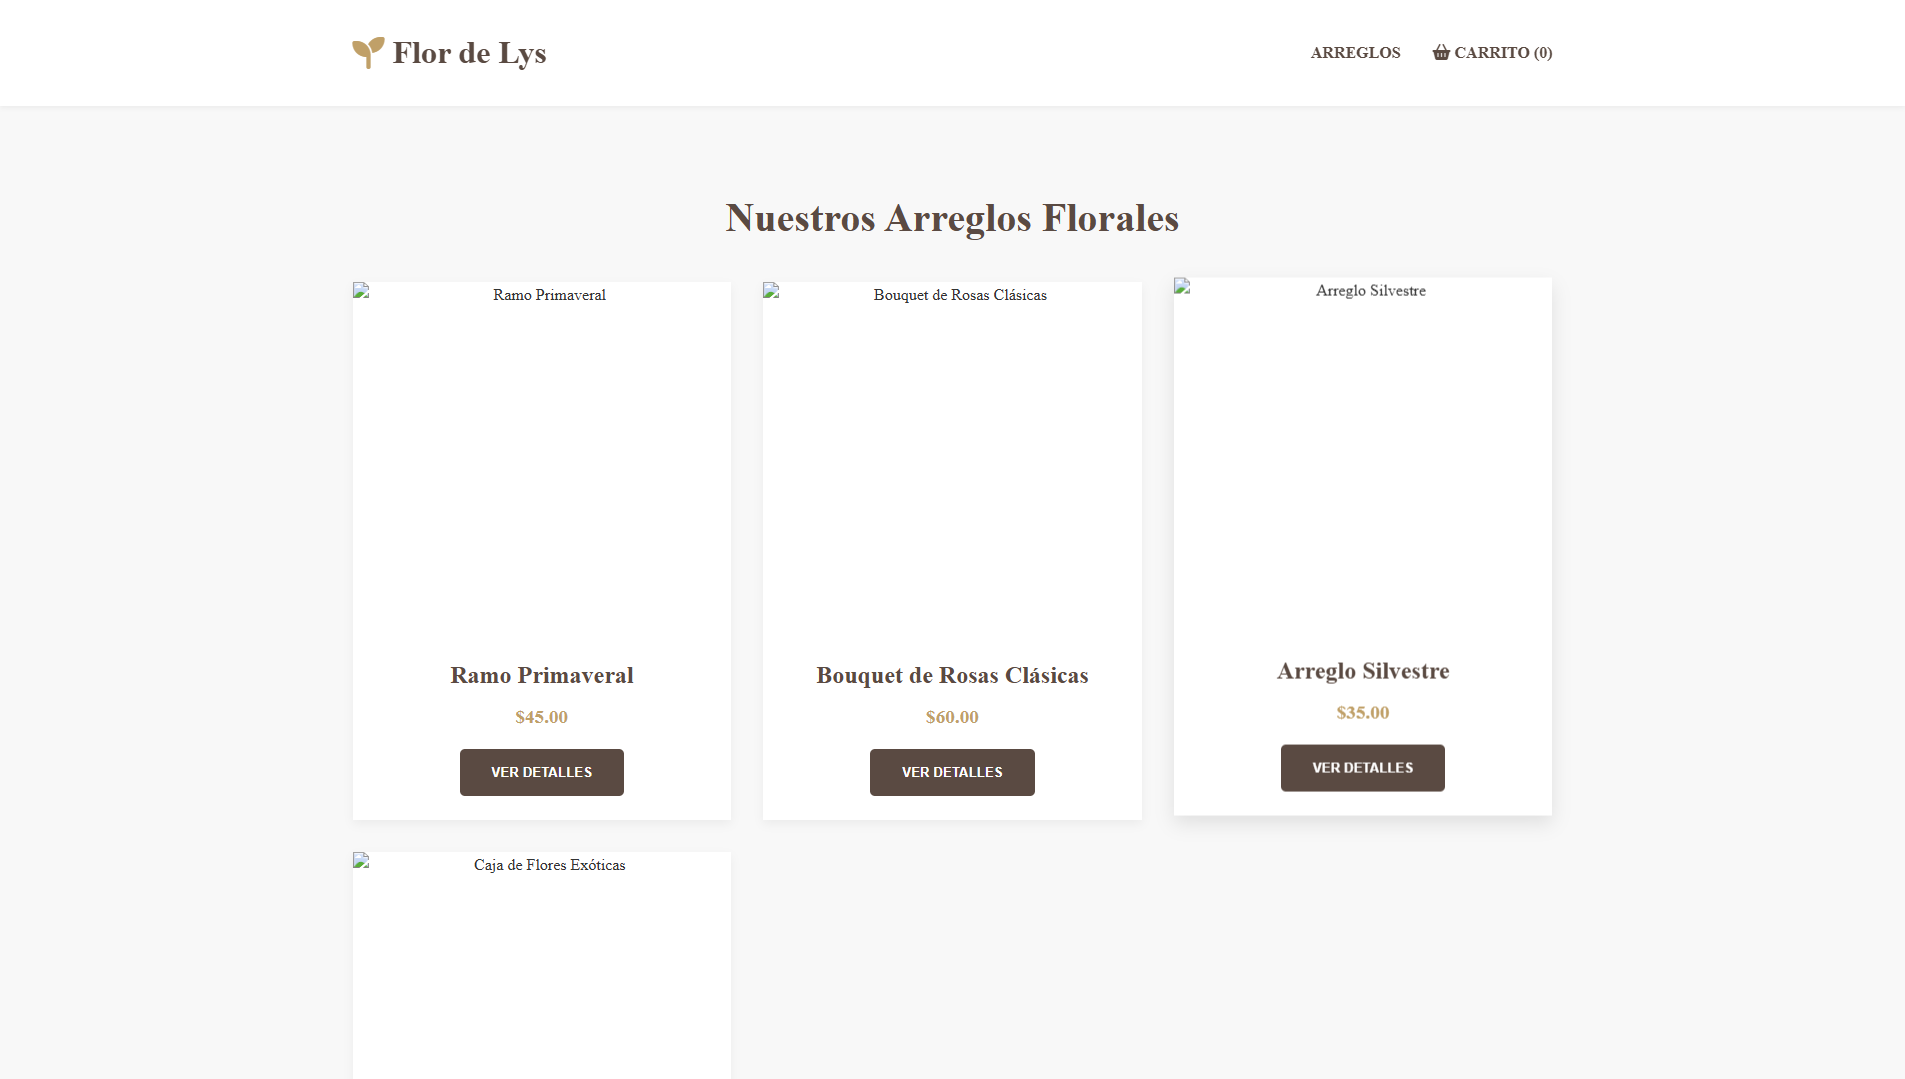 Flor de Lys
ARREGLOS
CARRITO (0)
Nuestros Arreglos Florales
Ramo Primaveral
Bouquet de Rosas Clásicas
Arreglo Silvestre
Ramo Primaveral
$45.00
VER DETALLES
Bouquet de Rosas Clásicas
$60.00
VER DETALLES
Arreglo Silvestre
$35.00
VER DETALLES
Caja de Flores Exóticas